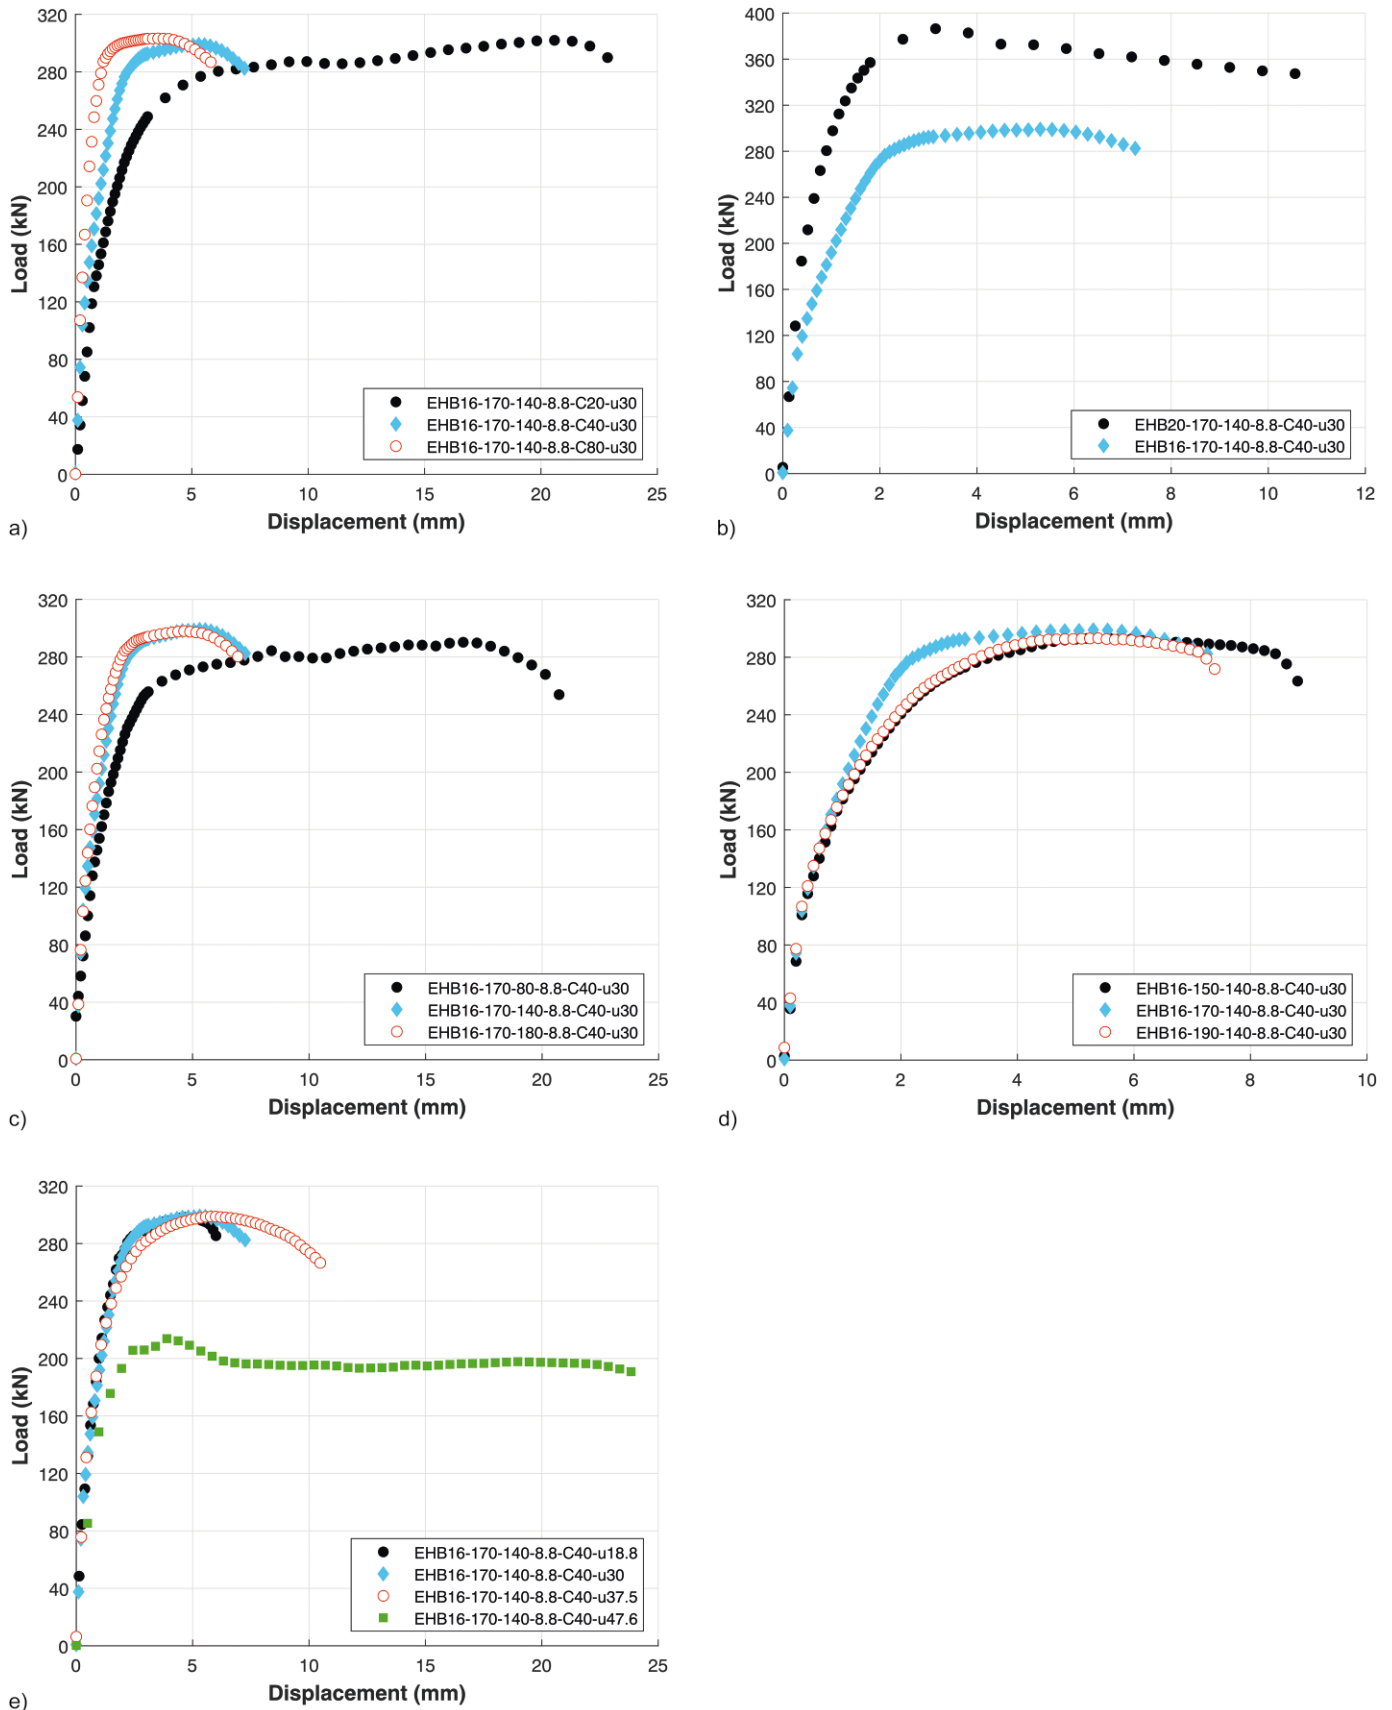 320
280
240
200
160
120
80
40
0
Load (kN)
EHB16-170-140-8.8-C20-u30
EHB16-170-140-8.8-C40-u30
EHB16-170-140-8.8-C80-u30
0 5 10 15 20 25
Displacement (mm)
a)
400
360
320
280
240
200
160
120
80
40
0
Load (kN)
EHB20-170-140-8.8-C40-u30
EHB16-170-140-8.8-C40-u30
0 2 4 6 8 10 12
Displacement (mm)
b)
320
280
240
200
160
120
80
40
0
Load (kN)
EHB16-170-80-8.8-C40-u30
EHB16-170-140-8.8-C40-u30
EHB16-170-180-8.8-C40-u30
0 5 10 15 20 25
Displacement (mm)
c)
320
280
240
200
160
120
80
40
0
Load (kN)
EHB16-150-140-8.8-C40-u30
EHB16-170-140-8.8-C40-u30
EHB16-190-140-8.8-C40-u30
0 2 4 6 8 10
Displacement (mm)
d)
320
280
240
200
160
120
80
40
0
Load (kN)
EHB16-170-140-8.8-C40-u18.8
EHB16-170-140-8.8-C40-u30
EHB16-170-140-8.8-C40-u37.5
EHB16-170-140-8.8-C40-u47.6
0 5 10 15 20 25
Displacement (mm)
e)